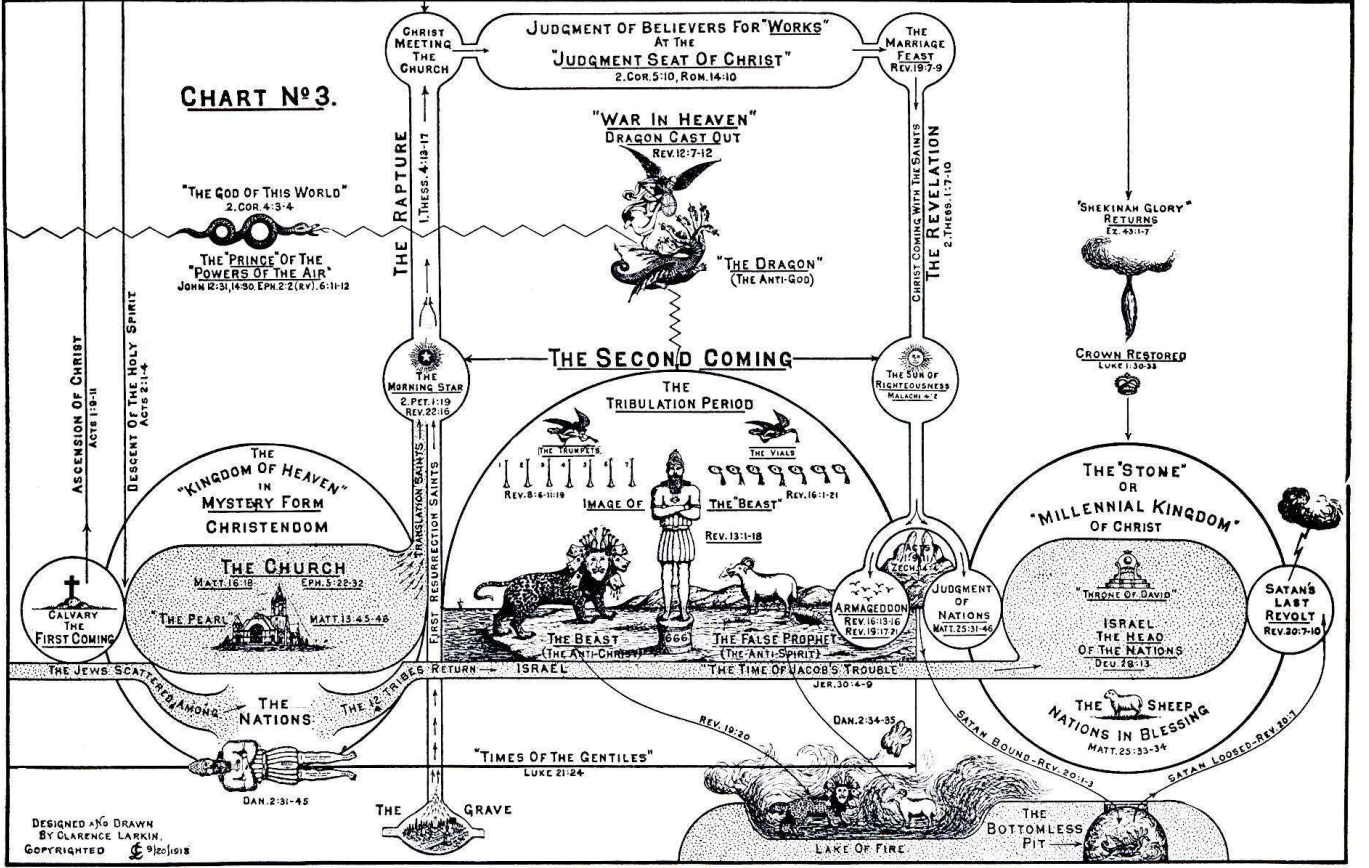 CHRIST
MEETING
THE
CHURCH
JUDGMENT OF BELIEVERS FOR "WORKS"
AT THE
"JUDGMENT SEAT OF CHRIST"
2.COR.5:10, ROM.14:10
THE
MARRIAGE
FEAST
REV.19:7-9
CHART Nº 3.
THE RAPTURE
1.THESS.4:13-17
"WAR IN HEAVEN"
DRAGON CAST OUT
REV.12:7-12
CHRIST COMING WITH THE SAINTS
THE REVELATION
2.THESS.1:7-10
"THE GOD OF THIS WORLD"
2.COR.4:3-4
THE "PRINCE" OF THE
"POWERS OF THE AIR"
JOHN 12:31, 14:30, EPH.2:2 (RV). 6:11-12
"THE DRAGON"
(THE ANTI-GOD)
"SHEKINAH GLORY"
RETURNS
EZ.43:1-7
CROWN RESTORED
LUKE 1:30-33
ASCENSION OF CHRIST
ACTS 1:9-11
DESCENT OF THE HOLY SPIRIT
ACTS 2:1-4
THE SECOND COMING
THE
MORNING STAR
2.PET.1:19
REV.22:16
THE SUN OF
RIGHTEOUSNESS
MALACHI 4:2
THE
TRIBULATION PERIOD
THE TRUMPETS
1 2 3 4 5 6 7
REV.8:6-11:19
THE VIALS
REV.16:1-21
IMAGE OF THE "BEAST"
REV.13:1-18
THE
"KINGDOM OF HEAVEN"
IN
MYSTERY FORM
CHRISTENDOM
THE CHURCH
MATT.16:18 EPH.5:22-32
"THE PEARL" MATT.13:45-46
CALVARY
THE
FIRST COMING
TRANSLATION SAINTS
FIRST RESURRECTION SAINTS
THE BEAST
(THE ANTI-CHRIST)
666
THE FALSE PROPHET
(THE ANTI-SPIRIT)
ACTS
ZECH.14:4
ARMAGEDDON
REV.16:13-16
REV.19:17-21
JUDGMENT
OF
NATIONS
MATT.25:31-46
THE "STONE"
OR
"MILLENNIAL KINGDOM"
OF CHRIST
"THRONE OF DAVID"
ISRAEL
THE HEAD
OF THE NATIONS
DEU.28:13
SATAN'S
LAST
REVOLT
REV.20:7-10
THE JEWS SCATTERED AMONG
THE
NATIONS
THE 12 TRIBES RETURN
ISRAEL
"THE TIME OF JACOB'S TROUBLE"
JER.30:4-9
THE SHEEP
NATIONS IN BLESSING
MATT.25:33-34
DAN.2:31-45
"TIMES OF THE GENTILES"
LUKE 21:24
REV.19:20
DAN.2:34-35
SATAN BOUND-REV.20:1-3
SATAN LOOSED-REV.20:7
THE GRAVE
LAKE OF FIRE
THE
BOTTOMLESS
PIT
DESIGNED AND DRAWN
BY CLARENCE LARKIN.
COPYRIGHTED CL 9/20/1918